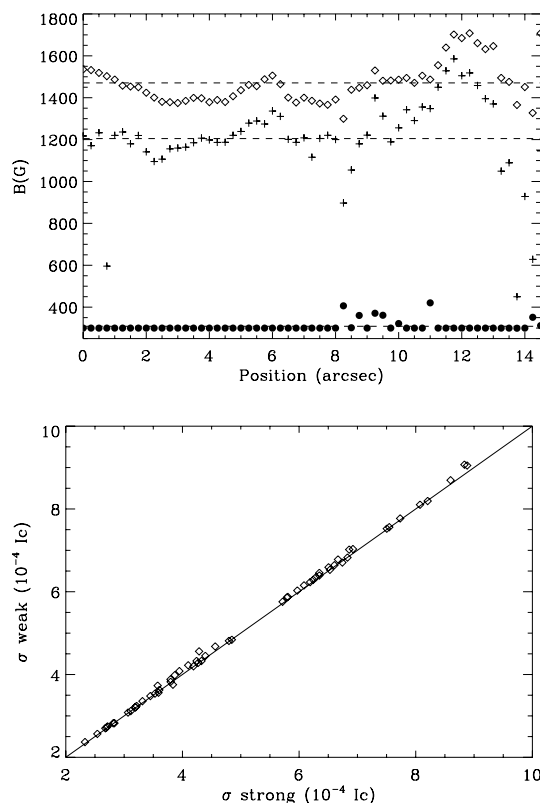 1800
1600
1400
1200
1000
800
600
400
B(G)
0 2 4 6 8 10 12 14
Position (arcsec)
10
8
6
4
2
σ weak (10⁻⁴ Ic)
2 4 6 8 10
σ strong (10⁻⁴ Ic)